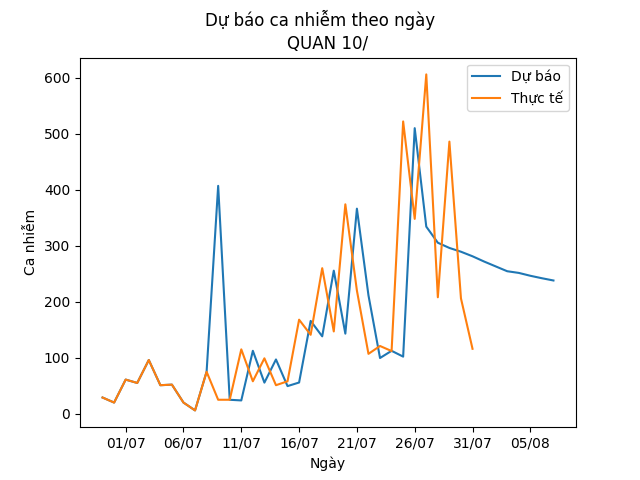 Dự báo ca nhiễm theo ngày
QUAN 10/
Dự báo
Thực tế
Ca nhiễm
600
500
400
300
200
100
0
01/07 06/07 11/07 16/07 21/07 26/07 31/07 05/08
Ngày